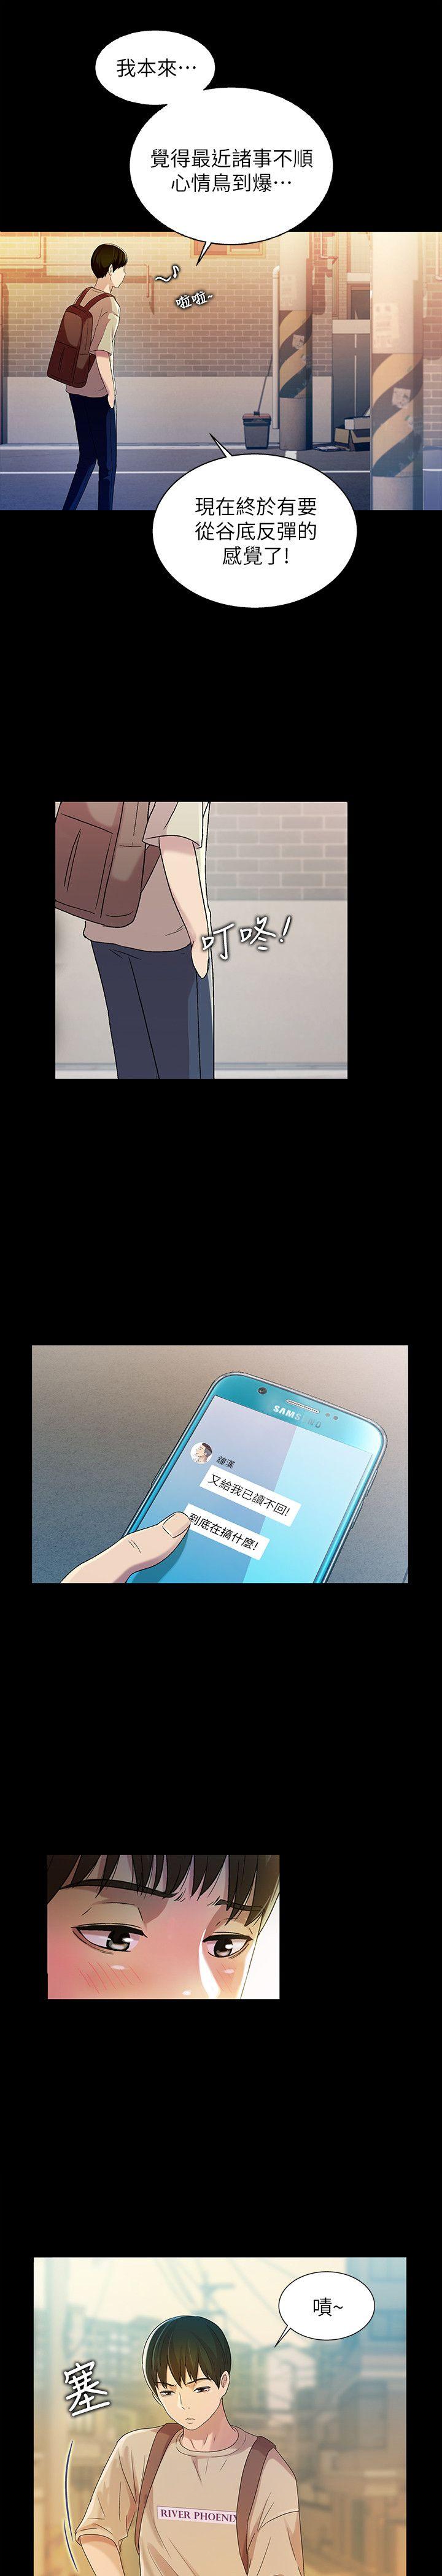 我本來…
覺得最近諸事不順
心情鳥到爆…
～♪
啦啦~
現在終於有要
從谷底反彈的
感覺了!
叮咚!
SAMSUNG
鐘漢
又給我已讀不回!
到底在搞什麼!
嘖~
塞
RIVER PHOENIX